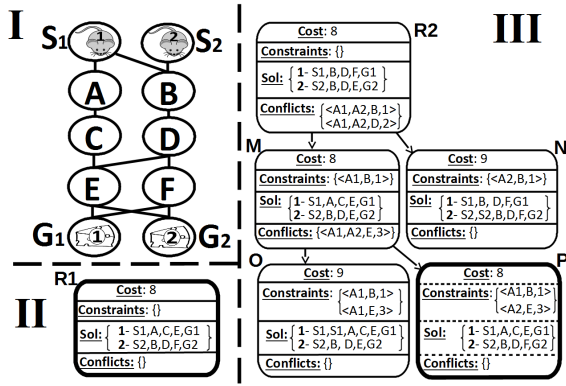 I
S1
1
2
S2
A
B
C
D
E
F
G1
1
2
G2
II
R1
Cost: 8
Constraints: {}
Sol: { 1- S1,A,C,E,G1
2- S2,B,D,F,G2 }
Conflicts: {}
III
R2
Cost: 8
Constraints: {}
Sol: { 1- S1,B,D,F,G1
2- S2,B,D,E,G2 }
Conflicts: { <A1,A2,B,1>
<A1,A2,D,2> }
M
Cost: 8
Constraints: {<A1,B,1>}
Sol: { 1- S1,A,C,E,G1
2- S2,B,D,E,G2 }
Conflicts: {<A1,A2,E,3>}
N
Cost: 9
Constraints: {<A2,B,1>}
Sol: { 1- S1,B, D,F,G1
2- S2,S2,B,D,F,G2 }
Conflicts: {}
O
Cost: 9
Constraints: { <A1,B,1>
<A1,E,3> }
Sol: { 1- S1,S1,A,C,E,G1
2- S2,B, D,E,G2 }
Conflicts: {}
P
Cost: 8
Constraints: { <A1,B,1>
<A2,E,3> }
Sol: { 1- S1,A,C,E,G1
2- S2,B,D,F,G2 }
Conflicts: {}